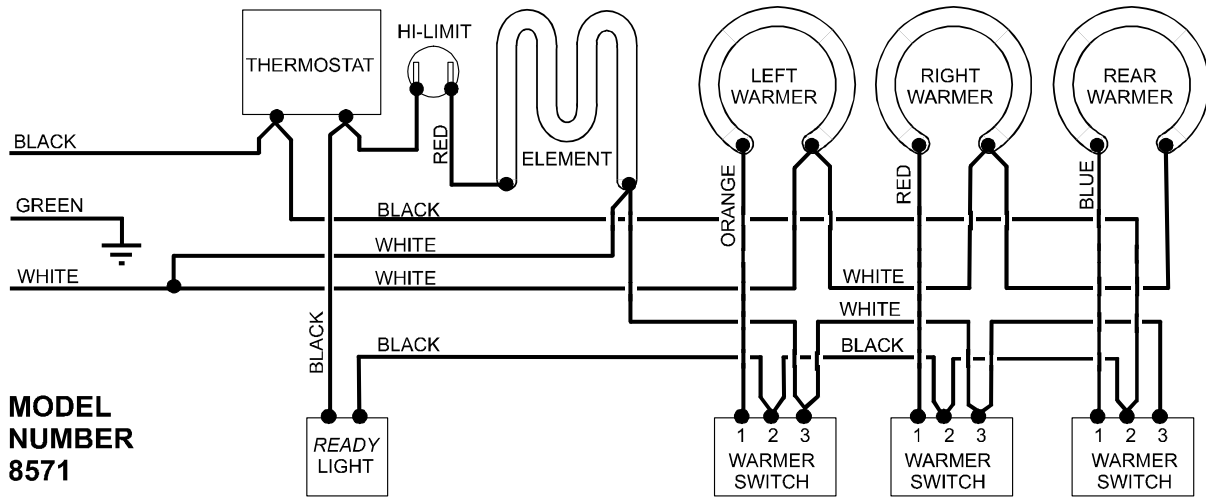 HI-LIMIT
THERMOSTAT
LEFT
WARMER
RIGHT
WARMER
REAR
WARMER
BLACK
RED
ELEMENT
ORANGE
RED
BLUE
GREEN
BLACK
WHITE
WHITE
WHITE
WHITE
WHITE
BLACK
BLACK
BLACK
MODEL
NUMBER
8571
READY
LIGHT
1 2 3
WARMER
SWITCH
1 2 3
WARMER
SWITCH
1 2 3
WARMER
SWITCH